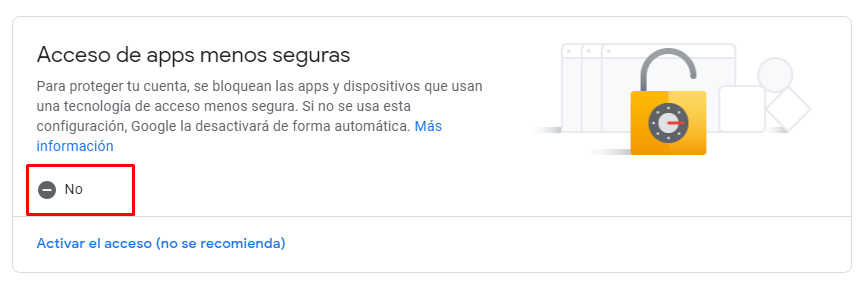 Acceso de apps menos seguras
Para proteger tu cuenta, se bloquean las apps y dispositivos que usan
una tecnología de acceso menos segura. Si no se usa esta
configuración, Google la desactivará de forma automática. Más
información
No
Activar el acceso (no se recomienda)